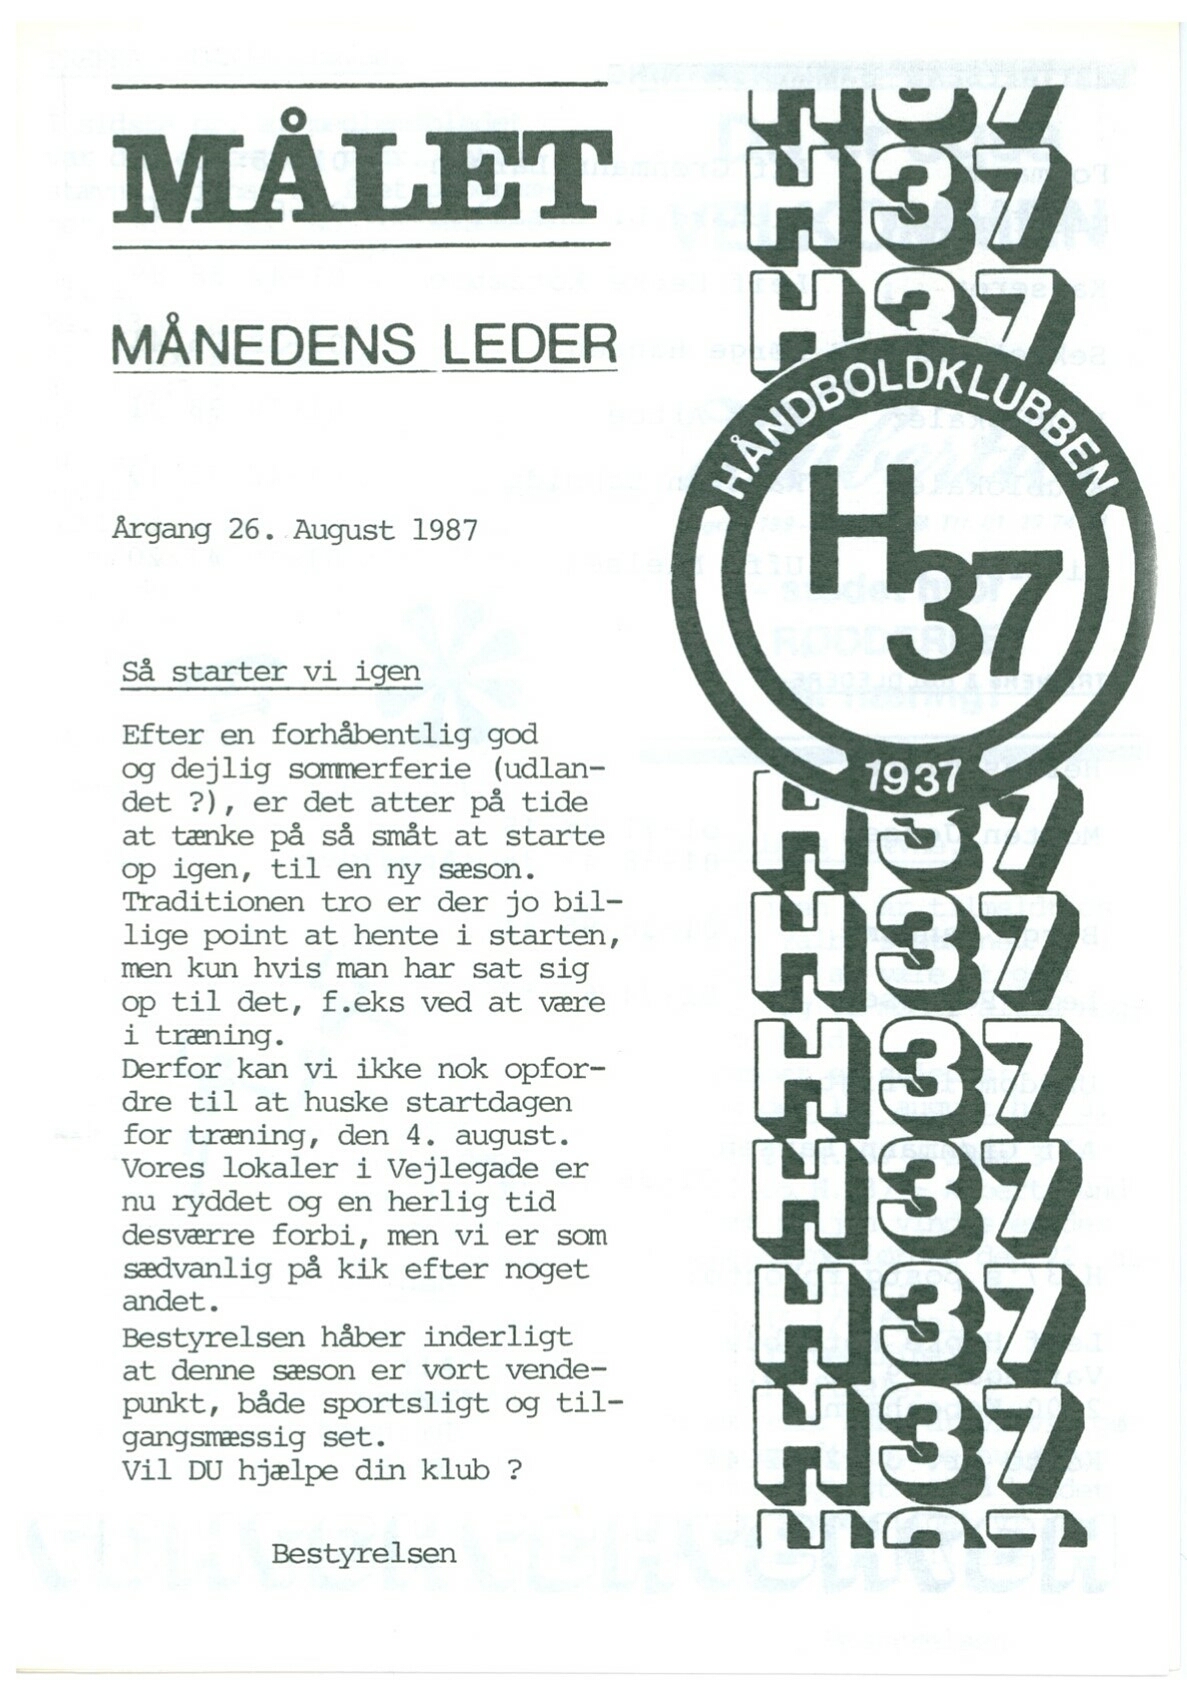 MÅLET
MÅNEDENS LEDER
Årgang 26. August 1987
Så starter vi igen
Efter en forhåbentlig god
og dejlig sommerferie (udlan-
det ?), er det atter på tide
at tænke på så småt at starte
op igen, til en ny sæson.
Traditionen tro er der jo bil-
lige point at hente i starten,
men kun hvis man har sat sig
op til det, f.eks ved at være
i træning.
Derfor kan vi ikke nok opfor-
dre til at huske startdagen
for træning, den 4. august.
Vores lokaler i Vejlegade er
nu ryddet og en herlig tid
desværre forbi, men vi er som
sædvanlig på kik efter noget
andet.
Bestyrelsen håber inderligt
at denne sæson er vort vende-
punkt, både sportsligt og til-
gangsmæssig set.
Vil DU hjælpe din klub ?
Bestyrelsen
H37
H37
H37
HÅNDBOLDKLUBBEN
H37
1937
H37
H37
H37
H37
H37
H37
H37